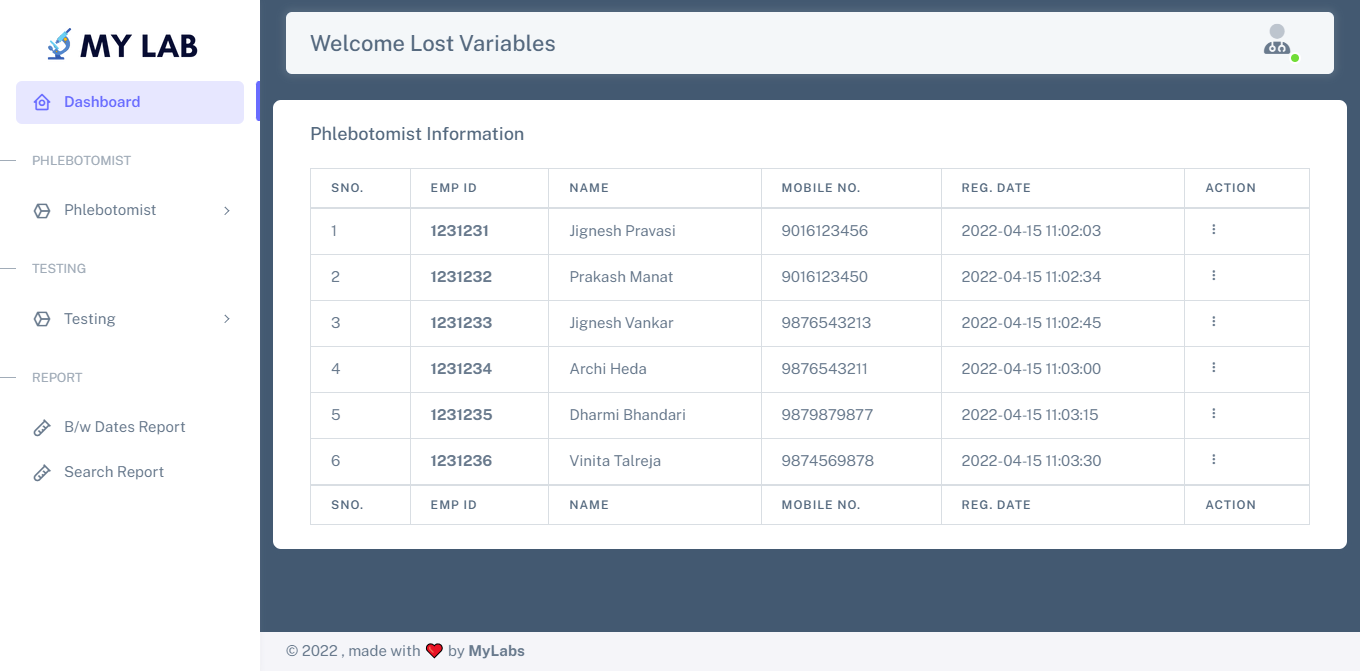 MY LAB
Dashboard
PHLEBOTOMIST
Phlebotomist
TESTING
Testing
REPORT
B/w Dates Report
Search Report
Welcome Lost Variables
Phlebotomist Information
SNO. EMP ID NAME MOBILE NO. REG. DATE ACTION
1 1231231 Jignesh Pravasi 9016123456 2022-04-15 11:02:03
2 1231232 Prakash Manat 9016123450 2022-04-15 11:02:34
3 1231233 Jignesh Vankar 9876543213 2022-04-15 11:02:45
4 1231234 Archi Heda 9876543211 2022-04-15 11:03:00
5 1231235 Dharmi Bhandari 9879879877 2022-04-15 11:03:15
6 1231236 Vinita Talreja 9874569878 2022-04-15 11:03:30
SNO. EMP ID NAME MOBILE NO. REG. DATE ACTION
© 2022 , made with ❤️ by MyLabs